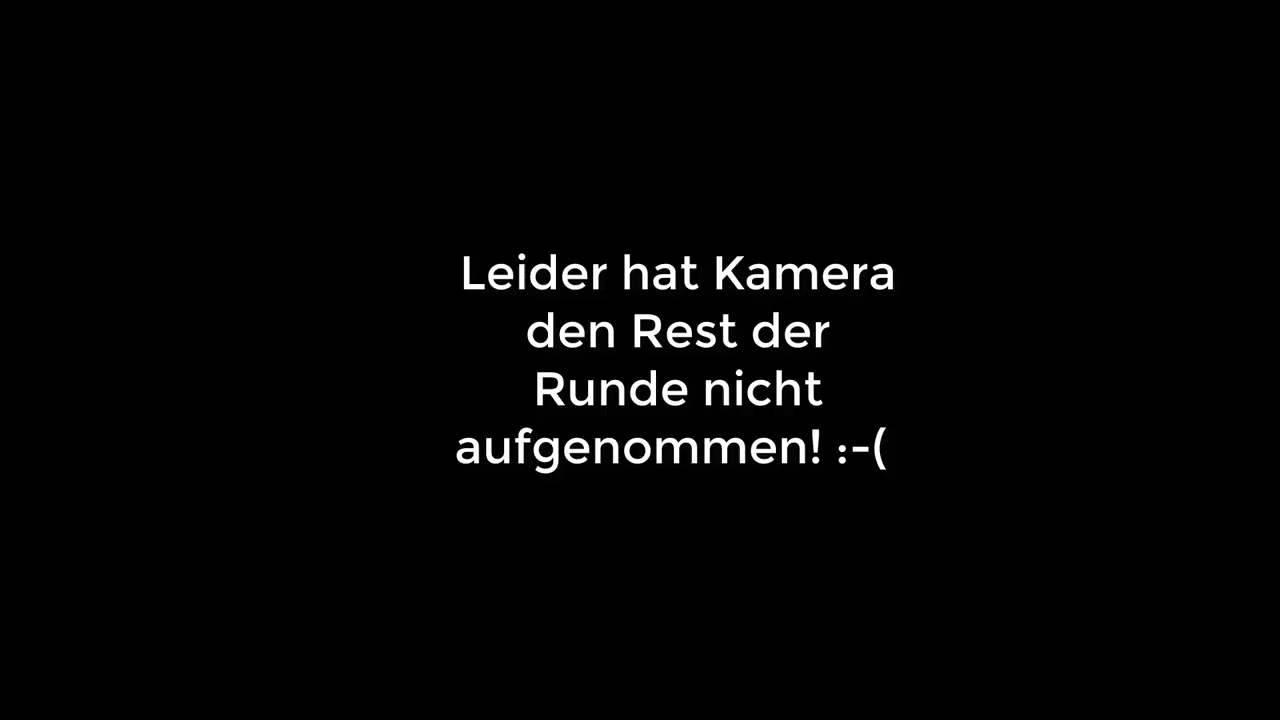 Leider hat Kamera
den Rest der
Runde nicht
aufgenommen! :-(